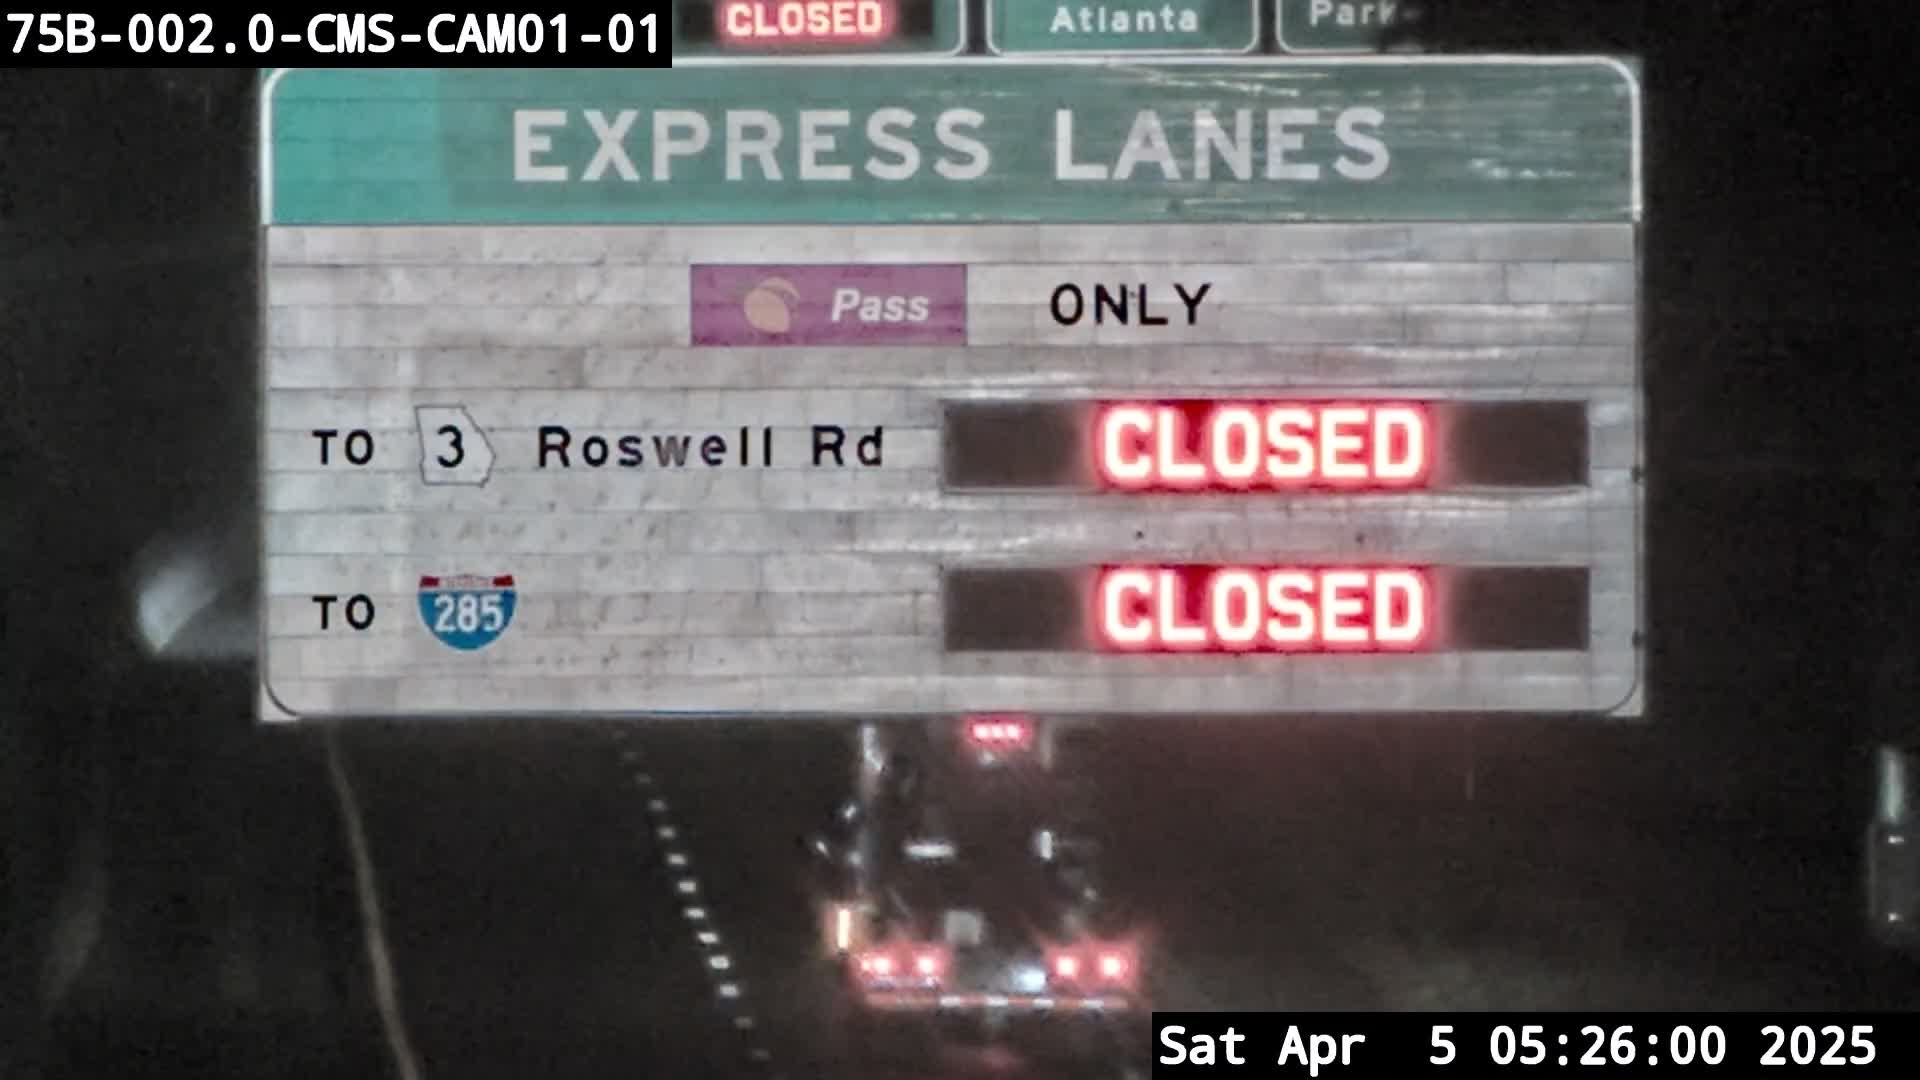 75B-002.0-CMS-CAM01-01
CLOSED
Atlanta
Park
EXPRESS LANES
Pass ONLY
TO 3 Roswell Rd CLOSED
TO 285 CLOSED
Sat Apr 5 05:26:00 2025